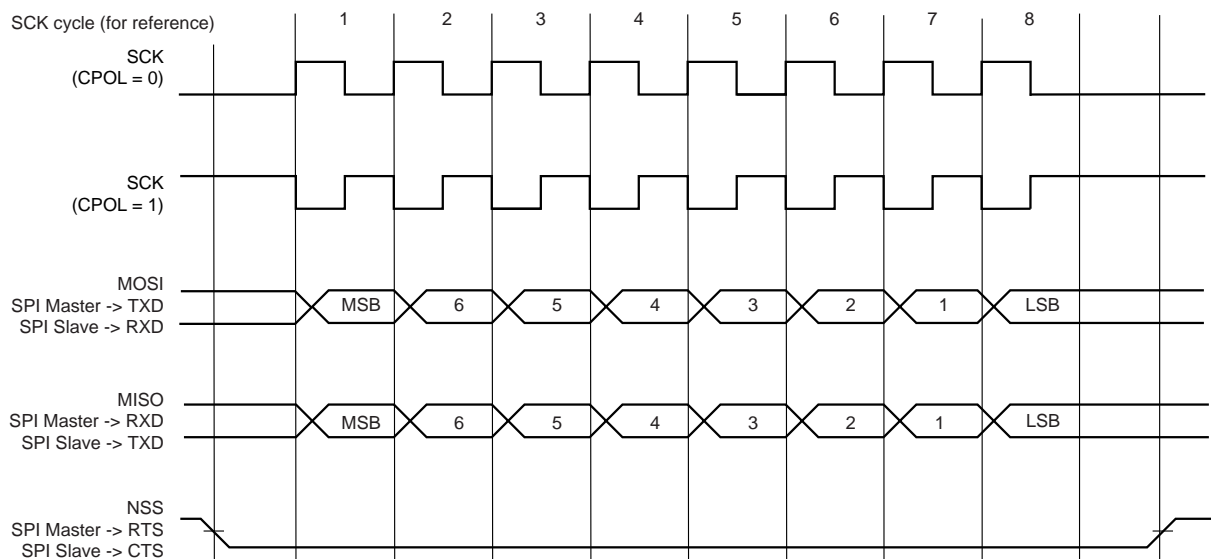 SCK cycle (for reference)
1 2 3 4 5 6 7 8
SCK
(CPOL = 0)
SCK
(CPOL = 1)
MOSI
SPI Master -> TXD
SPI Slave -> RXD
MSB 6 5 4 3 2 1 LSB
MISO
SPI Master -> RXD
SPI Slave -> TXD
MSB 6 5 4 3 2 1 LSB
NSS
SPI Master -> RTS
SPI Slave -> CTS